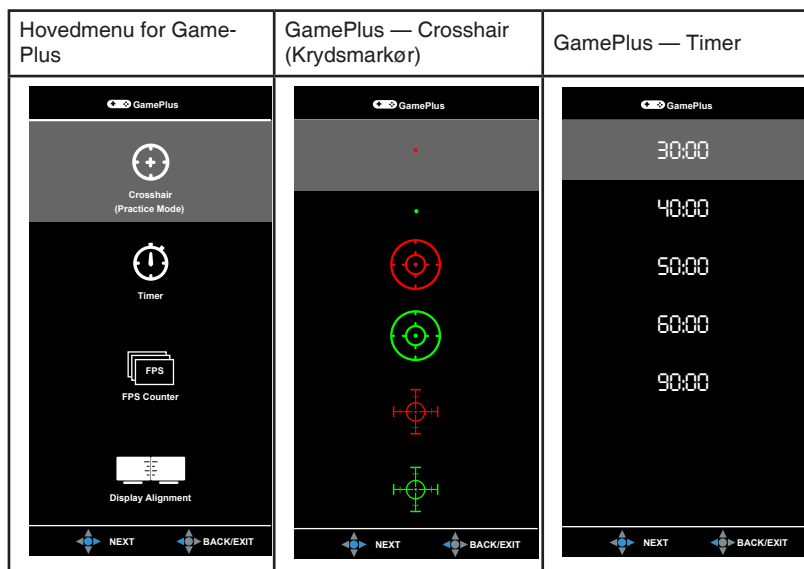 Hovedmenu for Game-
Plus
GamePlus — Crosshair
(Krydsmarkør)
GamePlus — Timer
GamePlus
Crosshair
(Practice Mode)
Timer
FPS
FPS Counter
Display Alignment
NEXT BACK/EXIT
GamePlus
NEXT BACK/EXIT
GamePlus
30:00
40:00
50:00
60:00
90:00
NEXT BACK/EXIT